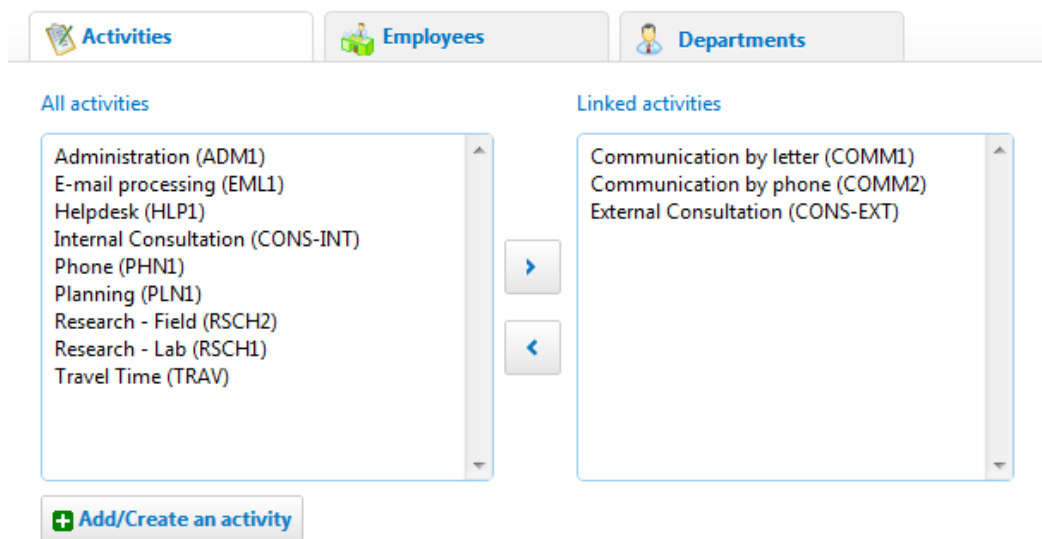 Activities
Employees
Departments
All activities
Linked activities
Administration (ADM1)
E-mail processing (EML1)
Helpdesk (HLP1)
Internal Consultation (CONS-INT)
Phone (PHN1)
Planning (PLN1)
Research - Field (RSCH2)
Research - Lab (RSCH1)
Travel Time (TRAV)
Communication by letter (COMM1)
Communication by phone (COMM2)
External Consultation (CONS-EXT)
Add/Create an activity